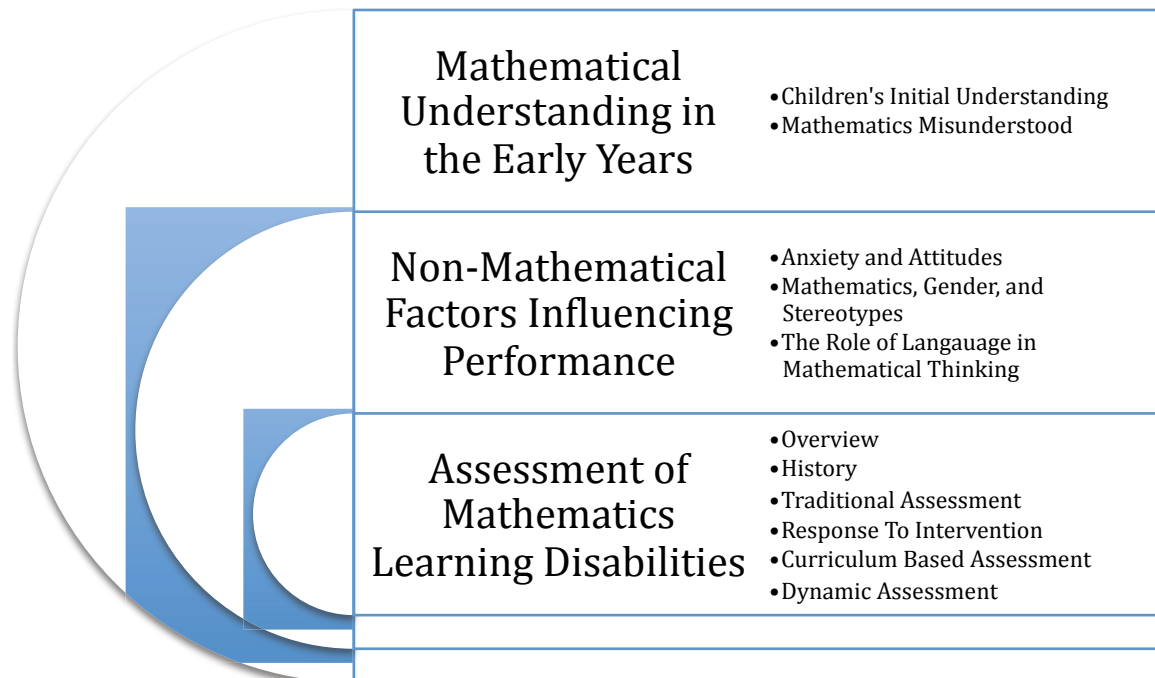 Mathematical
Understanding in
the Early Years
•Children's Initial Understanding
•Mathematics Misunderstood
Non-Mathematical
Factors Influencing
Performance
•Anxiety and Attitudes
•Mathematics, Gender, and
Stereotypes
•The Role of Langauage in
Mathematical Thinking
Assessment of
Mathematics
Learning Disabilities
•Overview
•History
•Traditional Assessment
•Response To Intervention
•Curriculum Based Assessment
•Dynamic Assessment